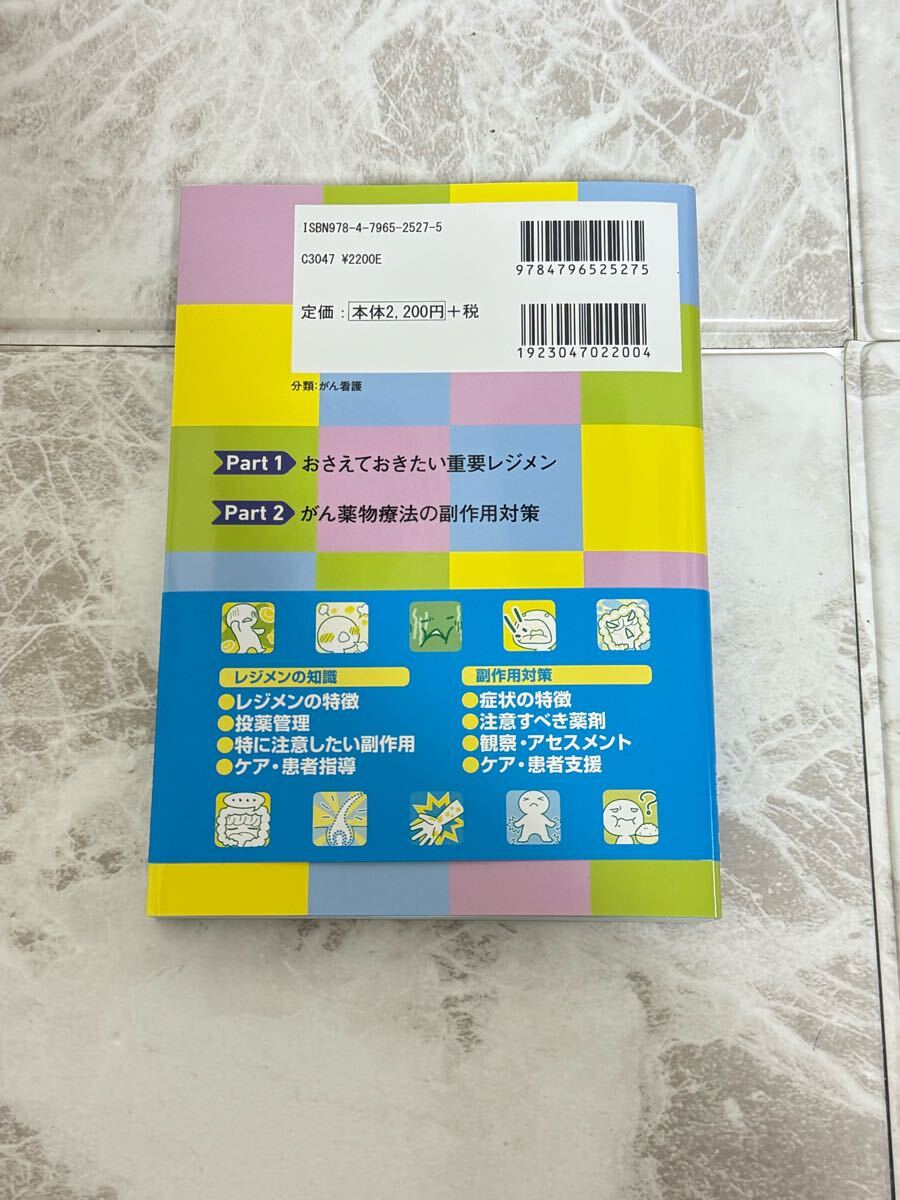 ISBN978-4-7965-2527-5
C3047 ¥2200E
9784796525275
定価：本体2,200円＋税
1923047022004
分類：がん看護
Part 1 おさえておきたい重要レジメン
Part 2 がん薬物療法の副作用対策
レジメンの知識
●レジメンの特徴
●投薬管理
●特に注意したい副作用
●ケア・患者指導
副作用対策
●症状の特徴
●注意すべき薬剤
●観察・アセスメント
●ケア・患者支援
…
?